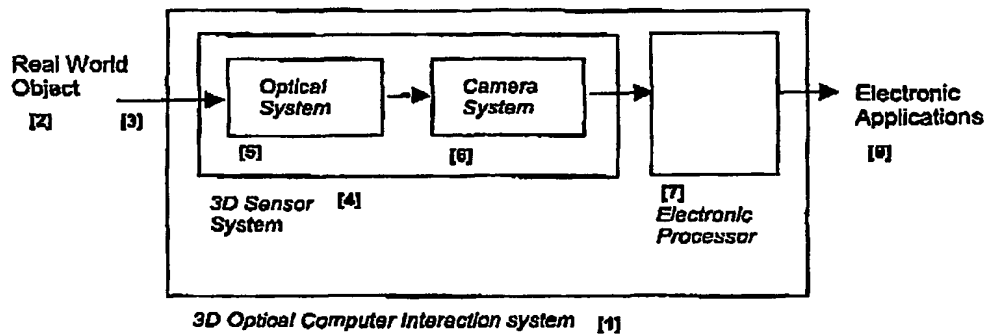 Real World
Object
[2]
[3]
Optical
System
[5]
Camera
System
[6]
3D Sensor
System
[4]
[7]
Electronic
Processor
Electronic
Applications
[8]
3D Optical Computer Interaction system [1]